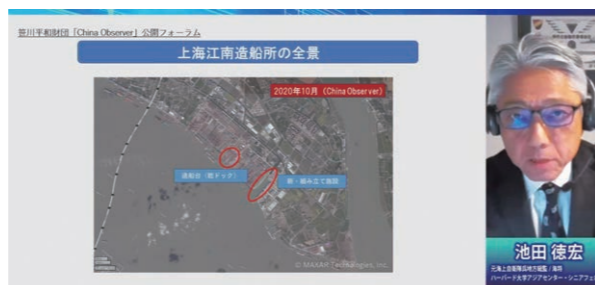 笹川平和財団「China Observer」公開フォーラム
上海江南造船所の全景
2020年10月（China Observer）
造船台（乾ドック）
新・組み立て施設
© MAXAR Technologies, Inc.
池田 徳宏
元海上自衛隊呉地方総監／海将
ハーバード大学アジアセンター・シニアフェロー